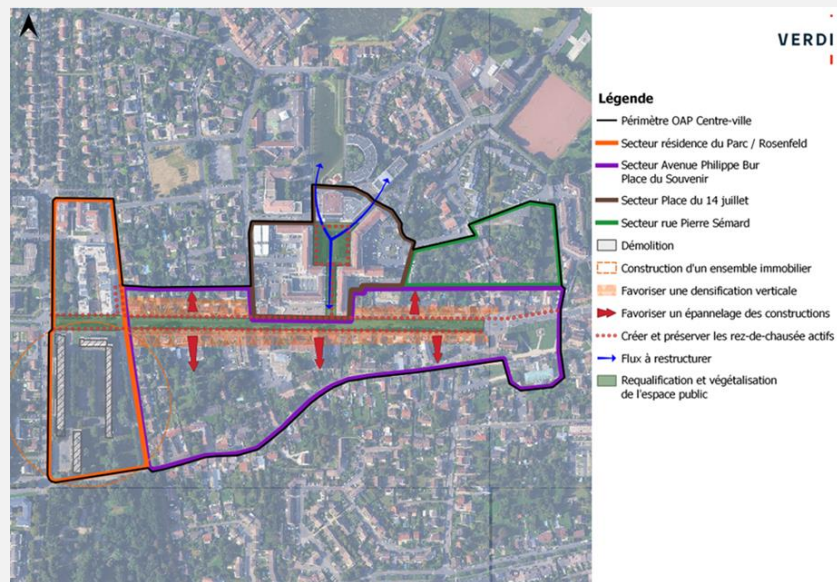 VERDI
Légende
Périmètre OAP Centre-ville
Secteur résidence du Parc / Rosenfeld
Secteur Avenue Philippe Bur
Place du Souvenir
Secteur Place du 14 juillet
Secteur rue Pierre Sémard
Démolition
Construction d'un ensemble immobilier
Favoriser une densification verticale
Favoriser un épannelage des constructions
Créer et préserver les rez-de-chausée actifs
Flux à restructurer
Requalification et végétalisation
de l'espace public